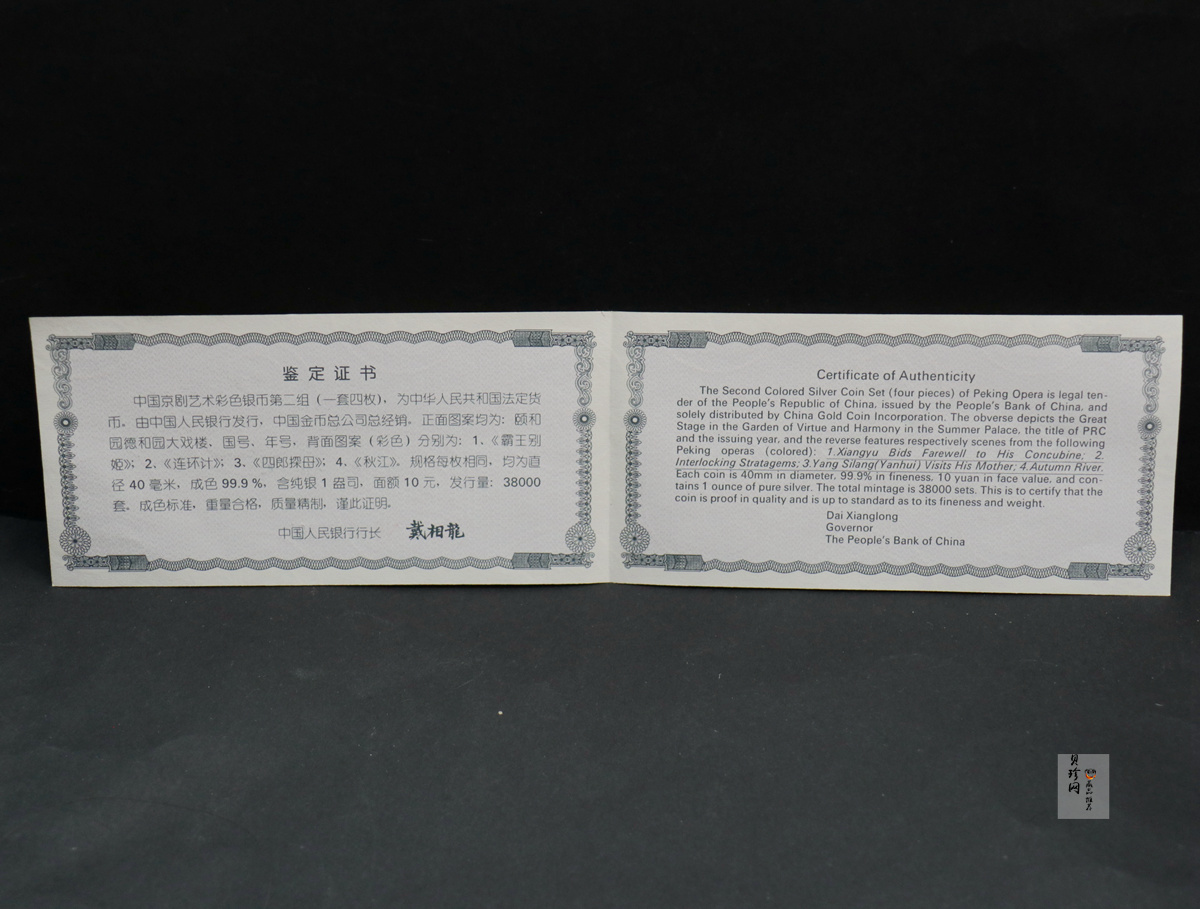 鉴定证书
中国京剧艺术彩色银币第二组（一套四枚），为中华人民共和国法定货
币。由中国人民银行发行，中国金币总公司总经销。正面图案均为：颐和
园德和园大戏楼、国号、年号，背面图案（彩色）分别为：1、《霸王别
姬》；2、《连环计》；3、《四郎探母》；4、《秋江》。规格每枚相同，均为直
径40毫米，成色99.9%，含纯银1盎司，面额10元，发行量：38000
套。成色标准，重量合格，质量精制，谨此证明。
中国人民银行行长 戴相龍
Certificate of Authenticity
The Second Colored Silver Coin Set (four pieces) of Peking Opera is legal ten-
der of the People's Republic of China, issued by the People's Bank of China, and
solely distributed by China Gold Coin Incorporation. The obverse depicts the Great
Stage in the Garden of Virtue and Harmony in the Summer Palace, the title of PRC
and the issuing year, and the reverse features respectively scenes from the following
Peking operas (colored): 1.Xiangyu Bids Farewell to His Concubine; 2.
Interlocking Stratagems; 3.Yang Silang(Yanhui) Visits His Mother; 4.Autumn River.
Each coin is 40mm in diameter, 99.9% in fineness, 10 yuan in face value, and con-
tains 1 ounce of pure silver. The total mintage is 38000 sets. This is to certify that the
coin is proof in quality and is up to standard as to its fineness and weight.
Dai Xianglong
Governor
The People's Bank of China
珍网